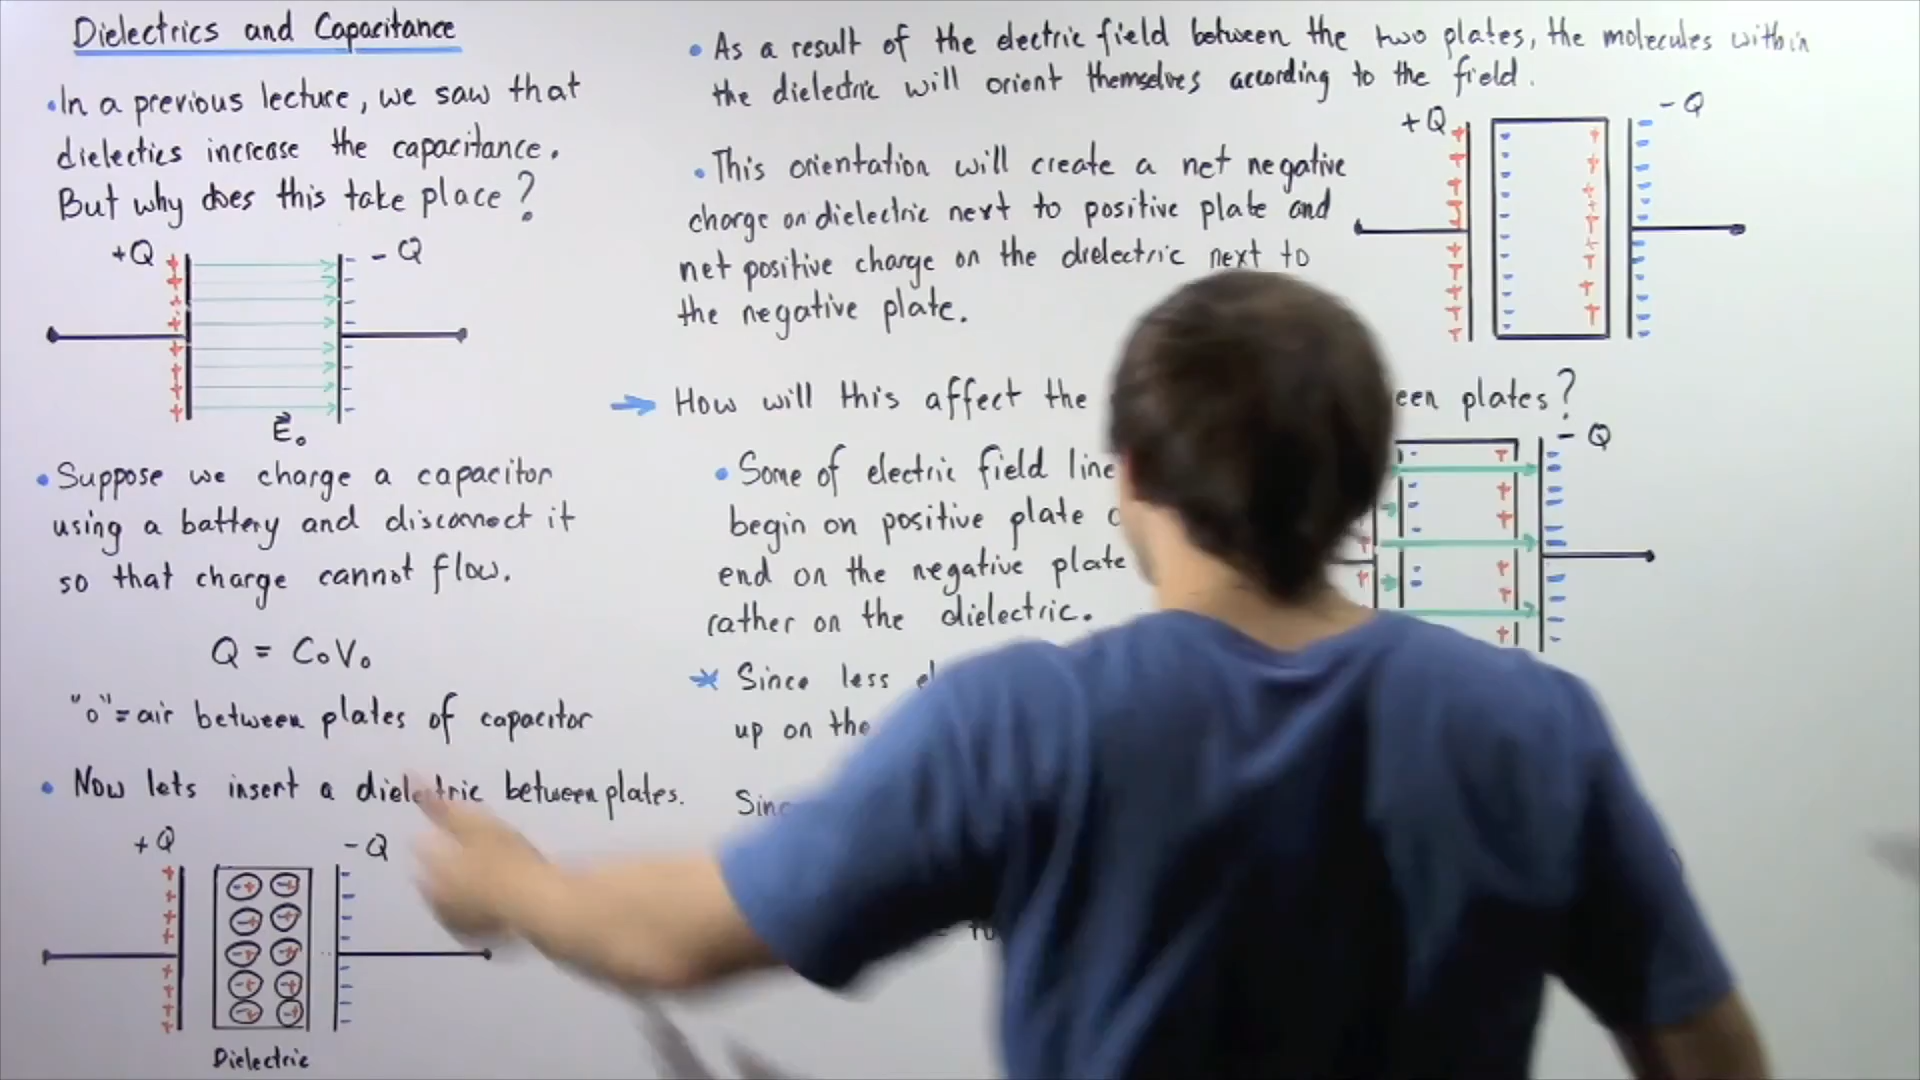 Dielectrics and Capacitance
• In a previous lecture, we saw that
dielectics increase the capacitance.
But why does this take place?
+Q
- Q
E₀
• Suppose we charge a capacitor
using a battery and disconnect it
so that charge cannot flow.
Q = C₀V₀
"o" = air between plates of capacitor
• Now lets insert a dielectric between plates.
+Q
-Q
Dielectric
• As a result of the electric field between the two plates, the molecules within
the dielectric will orient themselves according to the field.
• This orientation will create a net negative
charge on dielectric next to positive plate and
net positive charge on the dielectric next to
the negative plate.
+Q
-Q
→ How will this affect the
plates?
• Some of electric field
begin on positive plate
end on the negative plate
rather on the dielectric.
- Q
* Since less
up on the